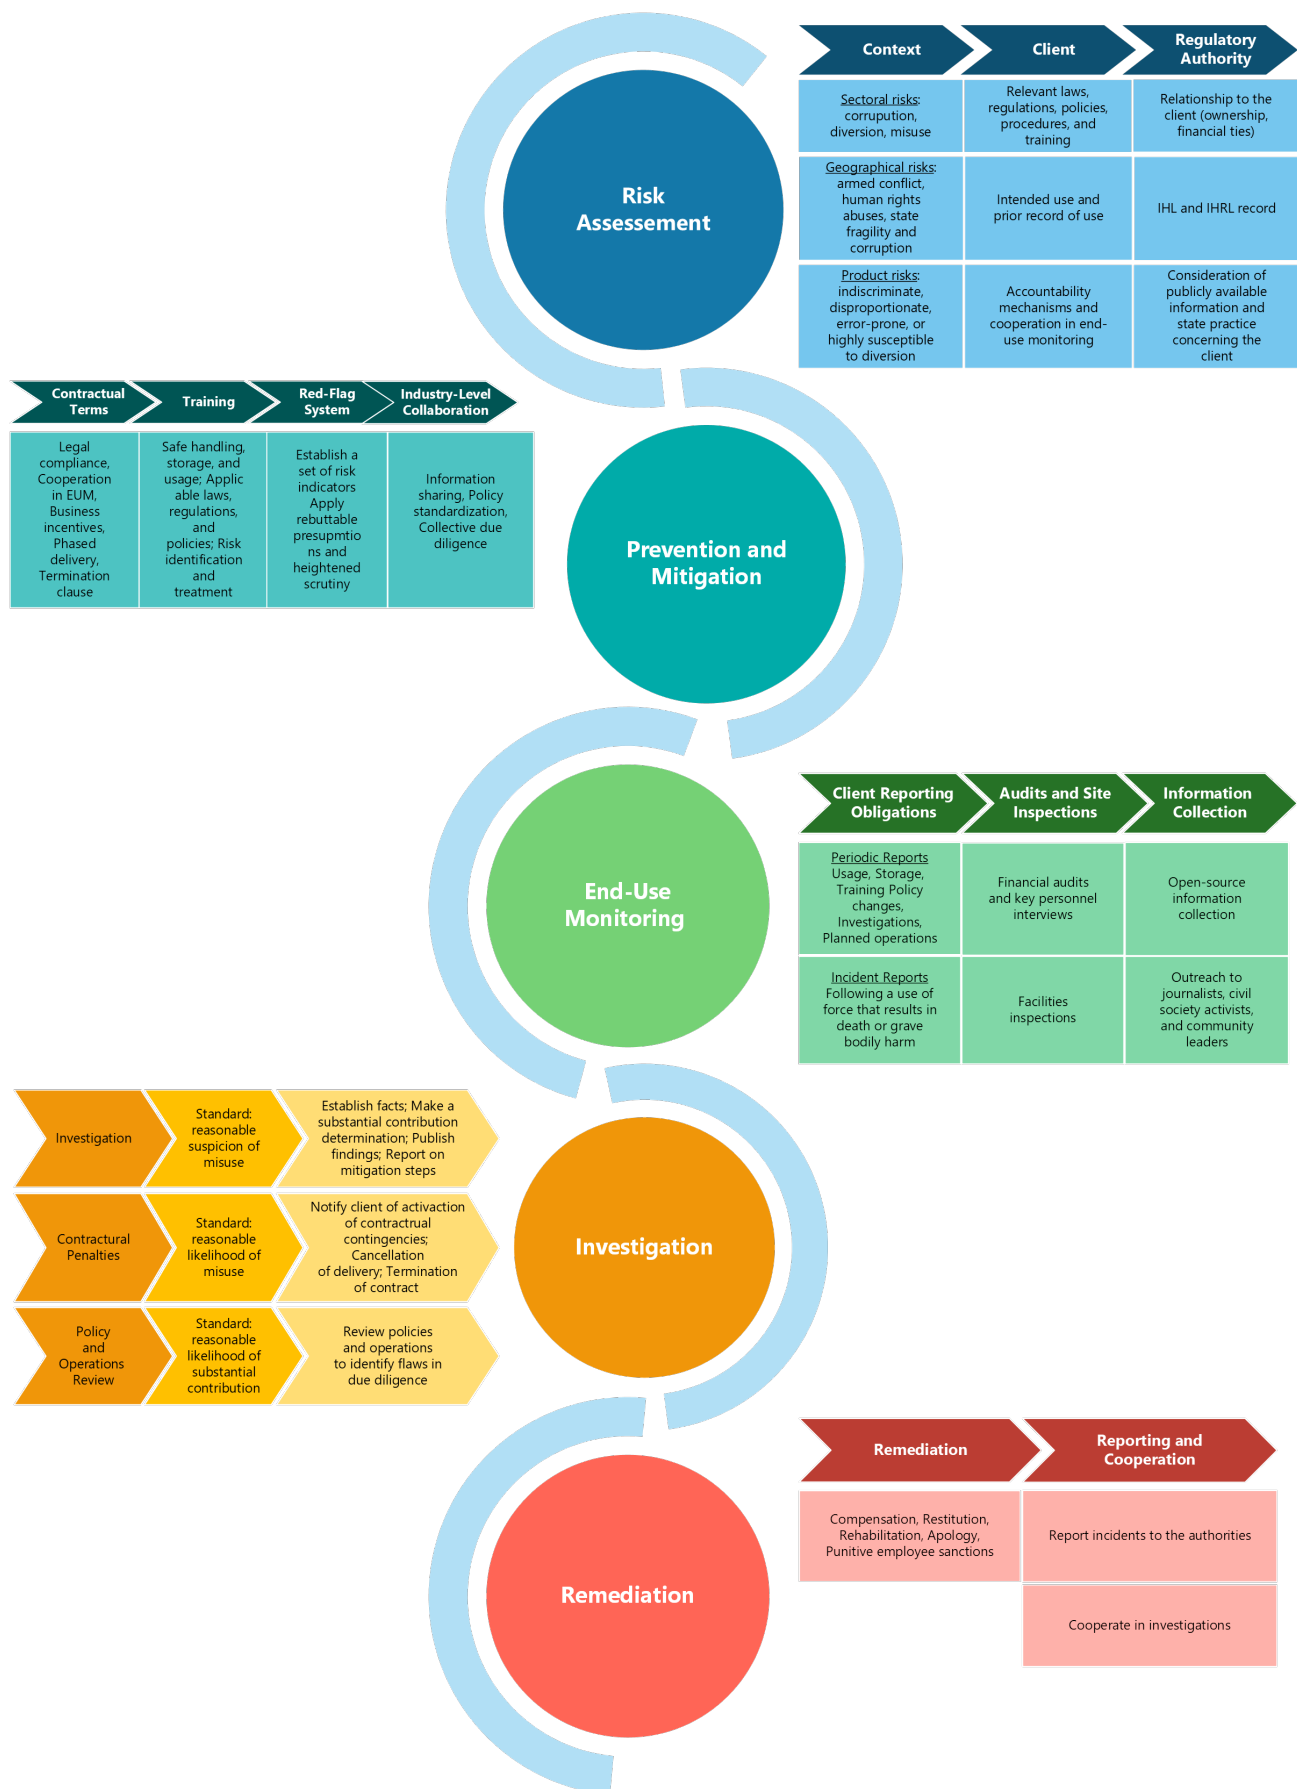 Risk
Assessement
Context
Client
Regulatory
Authority
Sectoral risks:
corrupution,
diversion, misuse
Relevant laws,
regulations, policies,
procedures, and
training
Relationship to the
client (ownership,
financial ties)
Geographical risks:
armed conflict,
human rights
abuses, state
fragility and
corruption
Intended use and
prior record of use
IHL and IHRL record
Product risks:
indiscriminate,
disproportionate,
error-prone, or
highly susceptible
to diversion
Accountability
mechanisms and
cooperation in end-
use monitoring
Consideration of
publicly available
information and
state practice
concerning the
client
Contractual
Terms
Training
Red-Flag
System
Industry-Level
Collaboration
Legal
compliance,
Cooperation
in EUM,
Business
incentives,
Phased
delivery,
Termination
clause
Safe handling,
storage, and
usage; Applic
able laws,
regulations,
and
policies; Risk
identification
and
treatment
Establish a
set of risk
indicators
Apply
rebuttable
presupmtio
ns and
heightened
scrutiny
Information
sharing, Policy
standardization,
Collective due
diligence
Prevention and
Mitigation
End-Use
Monitoring
Client Reporting
Obligations
Audits and Site
Inspections
Information
Collection
Periodic Reports
Usage, Storage,
Training Policy
changes,
Investigations,
Planned operations
Financial audits
and key personnel
interviews
Open-source
information
collection
Incident Reports
Following a use of
force that results in
death or grave
bodily harm
Facilities
inspections
Outreach to
journalists, civil
society activists,
and community
leaders
Investigation
Standard:
reasonable
suspicion of
misuse
Establish facts; Make a
substantial contribution
determination; Publish
findings; Report on
mitigation steps
Contractural
Penalties
Standard:
reasonable
likelihood of
misuse
Notify client of activaction
of contractrual
contingencies;
Cancellation
of delivery; Termination
of contract
Policy
and
Operations
Review
Standard:
reasonable
likelihood of
substantial
contribution
Review policies
and operations
to identify flaws in
due diligence
Investigation
Remediation
Remediation
Reporting and
Cooperation
Compensation, Restitution,
Rehabilitation, Apology,
Punitive employee sanctions
Report incidents to the authorities
Cooperate in investigations